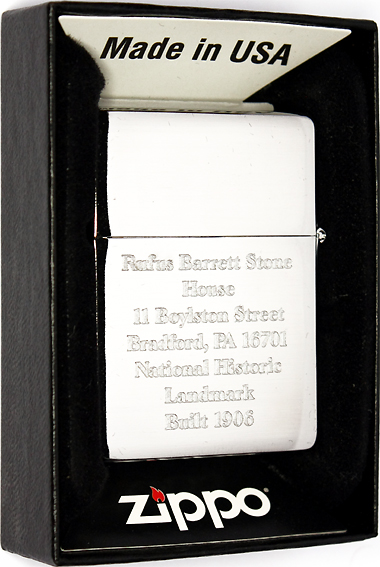 Made in USA
Rufus Barrett Stone
House
11 Boylston Street
Bradford, PA 16701
National Historic
Landmark
Built 1906
zippo®